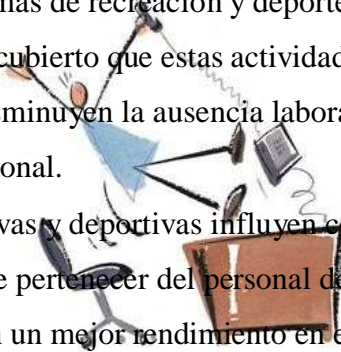 mas de recreación y deporte
cubierto que estas actividad
sminuyen la ausencia labora
onal.
vas y deportivas influyen
e pertenecer del personal d
un mejor rendimiento en e